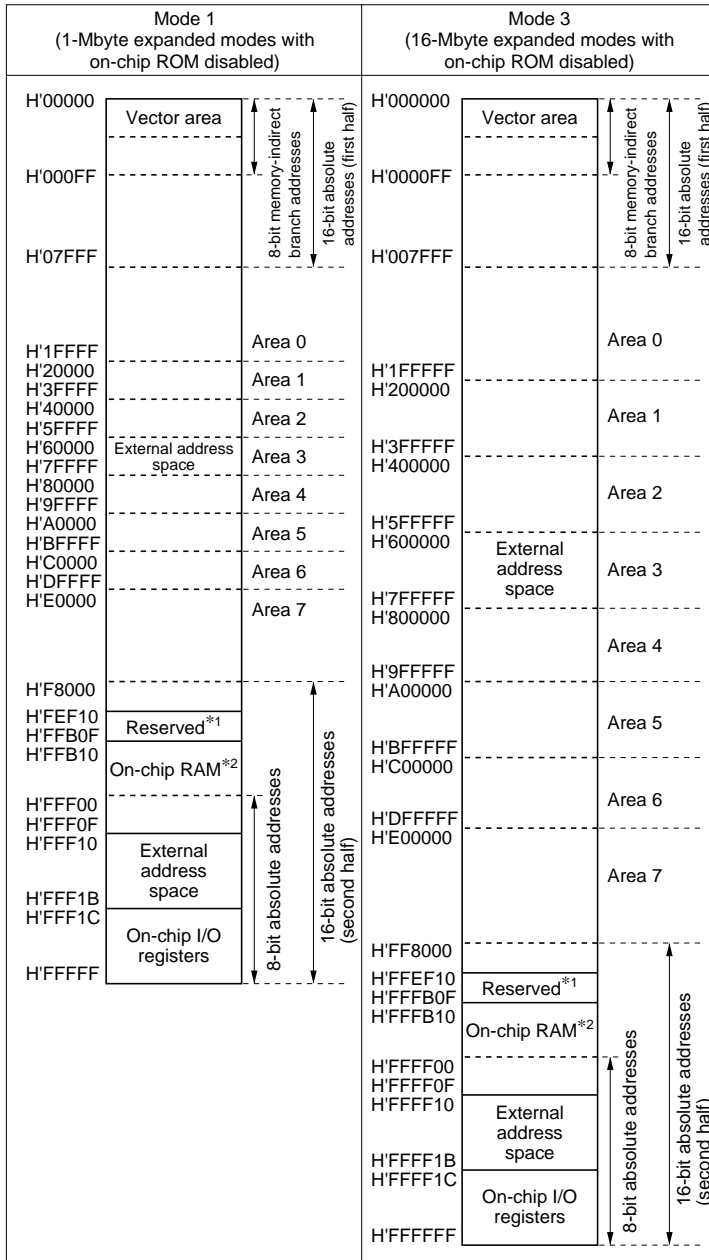 Mode 1
(1-Mbyte expanded modes with
on-chip ROM disabled)
H'00000
Vector area
H'000FF
H'07FFF
8-bit memory-indirect
branch addresses
16-bit absolute
addresses (first half)
Area 0
H'1FFFF
H'20000
Area 1
H'3FFFF
H'40000
Area 2
H'5FFFF
H'60000
External address
space
Area 3
H'7FFFF
H'80000
Area 4
H'9FFFF
H'A0000
Area 5
H'BFFFF
H'C0000
Area 6
H'DFFFF
H'E0000
Area 7
H'F8000
H'FEF10
Reserved*1
H'FFB0F
H'FFB10
On-chip RAM*2
H'FFF00
H'FFF0F
H'FFF10
External
address
space
H'FFF1B
H'FFF1C
On-chip I/O
registers
H'FFFFF
8-bit absolute addresses
16-bit absolute addresses
(second half)
Mode 3
(16-Mbyte expanded modes with
on-chip ROM disabled)
H'000000
Vector area
H'0000FF
H'007FFF
8-bit memory-indirect
branch addresses
16-bit absolute
addresses (first half)
Area 0
H'1FFFFF
H'200000
Area 1
H'3FFFFF
H'400000
Area 2
H'5FFFFF
H'600000
External
address
space
Area 3
H'7FFFFF
H'800000
Area 4
H'9FFFFF
H'A00000
Area 5
H'BFFFFF
H'C00000
Area 6
H'DFFFFF
H'E00000
Area 7
H'FF8000
H'FFEF10
Reserved*1
H'FFFB0F
H'FFFB10
On-chip RAM*2
H'FFFF00
H'FFFF0F
H'FFFF10
External
address
space
H'FFFF1B
H'FFFF1C
On-chip I/O
registers
H'FFFFFF
8-bit absolute addresses
16-bit absolute addresses
(second half)